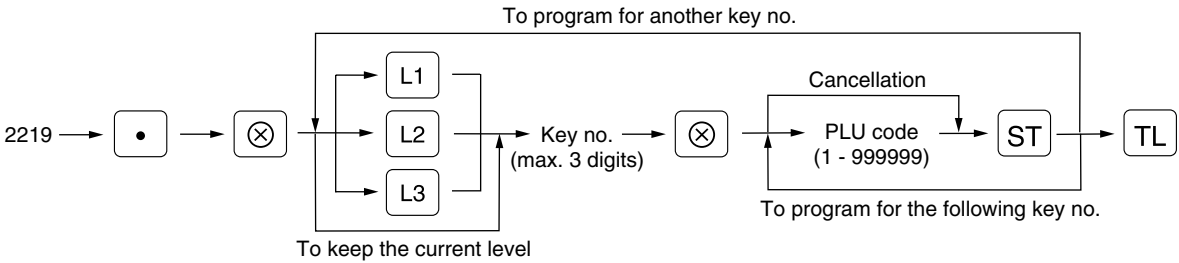 To program for another key no.
L1
Cancellation
2219
•
⊗
L2
Key no.
(max. 3 digits)
⊗
PLU code
(1 - 999999)
ST
TL
L3
To program for the following key no.
To keep the current level